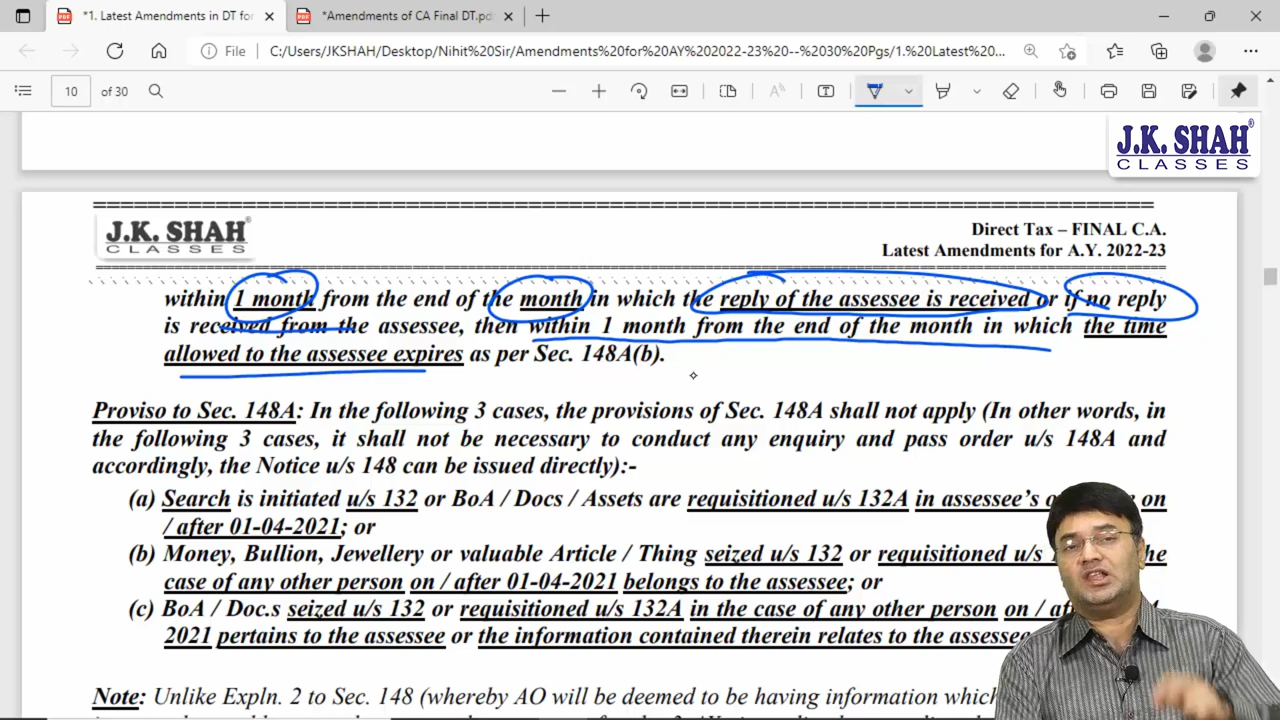 *1. Latest Amendments in DT for
*Amendments of CA Final DT.pd
File
C:/Users/JKSHAH/Desktop/Nihit%20Sir/Amendments%20for%20AY%202022-23%20--%2030%20Pgs/1.%20Latest%20...
10 of 30
J.K. SHAH®
CLASSES
J.K. SHAH®
CLASSES
Direct Tax – FINAL C.A.
Latest Amendments for A.Y. 2022-23
within 1 month from the end of the month in which the reply of the assessee is received or if no reply
is received from the assessee, then within 1 month from the end of the month in which the time
allowed to the assessee expires as per Sec. 148A(b).
Proviso to Sec. 148A: In the following 3 cases, the provisions of Sec. 148A shall not apply (In other words, in
the following 3 cases, it shall not be necessary to conduct any enquiry and pass order u/s 148A and
accordingly, the Notice u/s 148 can be issued directly):-
(a) Search is initiated u/s 132 or BoA / Docs / Assets are requisitioned u/s 132A in assessee's on
/ after 01-04-2021; or
(b) Money, Bullion, Jewellery or valuable Article / Thing seized u/s 132 or requisitioned u/s the
case of any other person on / after 01-04-2021 belongs to the assessee; or
(c) BoA / Doc.s seized u/s 132 or requisitioned u/s 132A in the case of any other person on /
2021 pertains to the assessee or the information contained therein relates to the assessee
Note: Unlike Expln. 2 to Sec. 148 (whereby AO will be deemed to be having information which